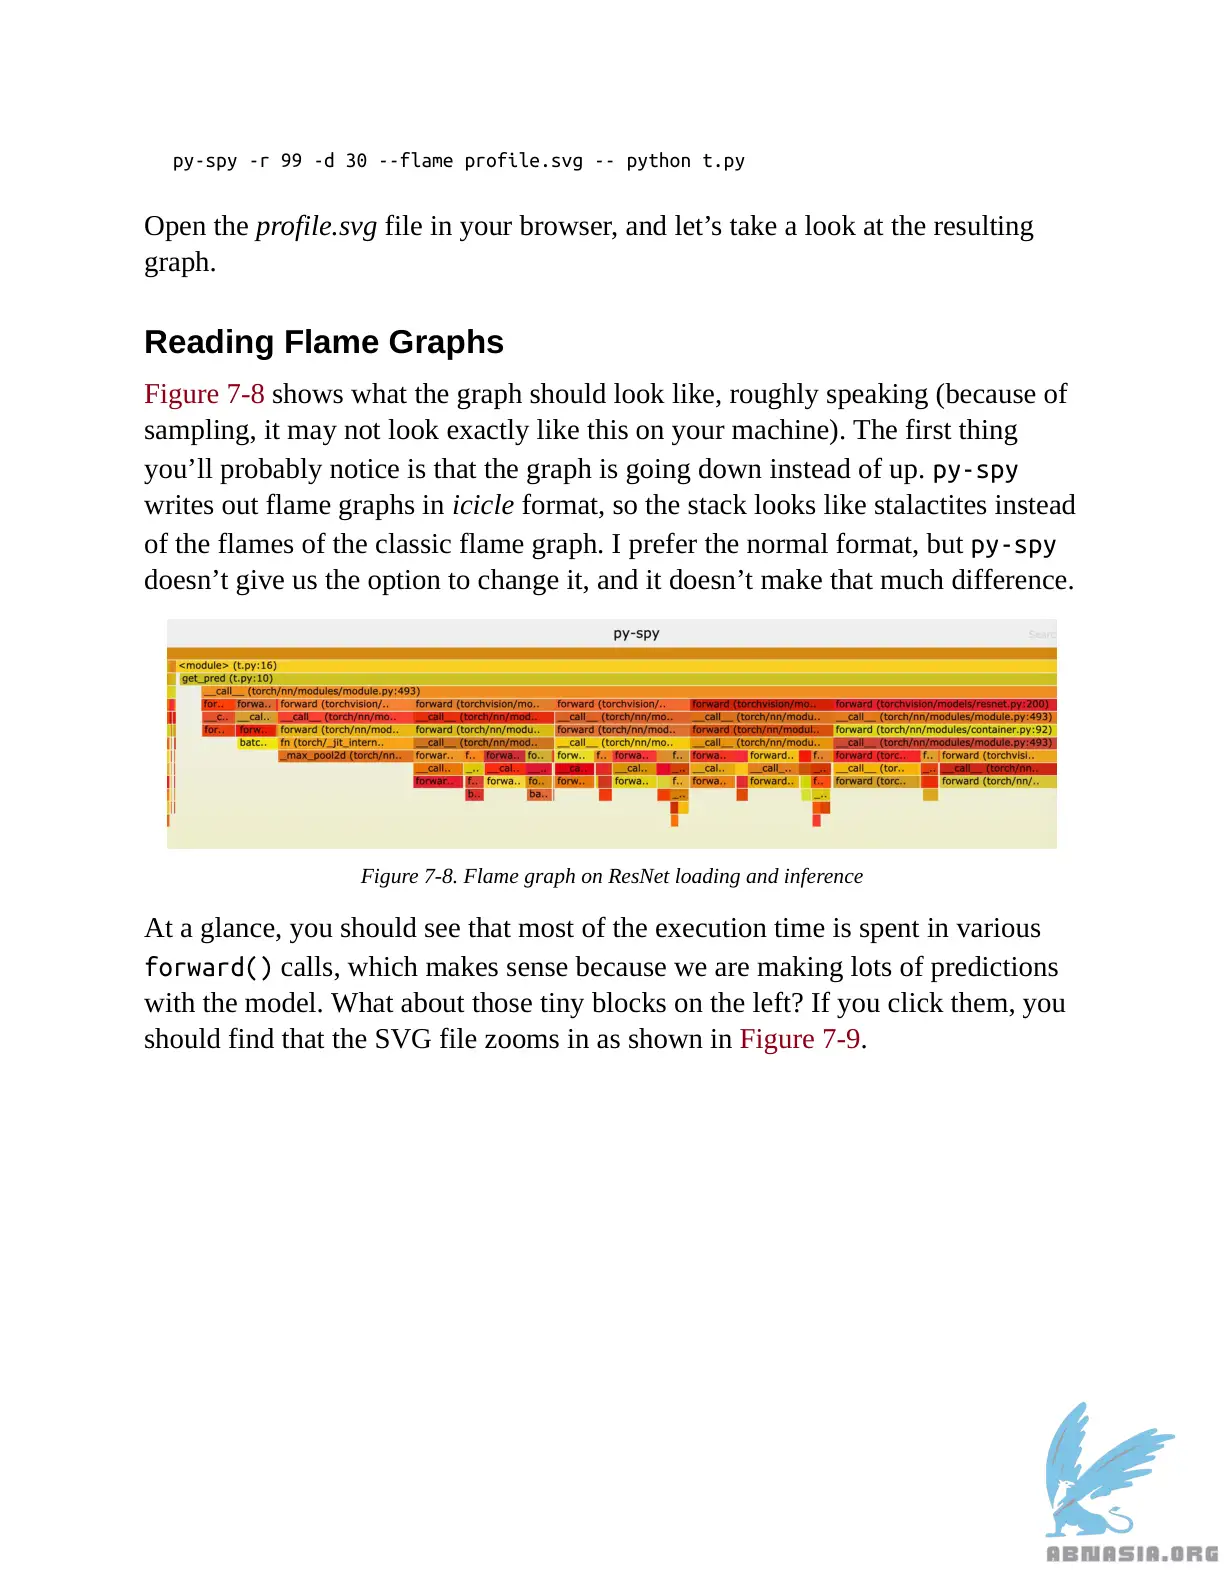 py-spy -r 99 -d 30 --flame profile.svg -- python t.py
Open the profile.svg file in your browser, and let’s take a look at the resulting
graph.
Reading Flame Graphs
Figure 7-8 shows what the graph should look like, roughly speaking (because of
sampling, it may not look exactly like this on your machine). The first thing
you’ll probably notice is that the graph is going down instead of up. py-spy
writes out flame graphs in icicle format, so the stack looks like stalactites instead
of the flames of the classic flame graph. I prefer the normal format, but py-spy
doesn’t give us the option to change it, and it doesn’t make that much difference.
py-spy
Searc
<module> (t.py:16)
get_pred (t.py:10)
__call__ (torch/nn/modules/module.py:493)
for.. forwa.. forward (torchvision/.. forward (torchvision/mo.. forward (torchvision/.. forward (torchvision/mo.. forward (torchvision/models/resnet.py:200)
__c.. __cal.. __call__ (torch/nn/mo.. __call__ (torch/nn/mod.. __call__ (torch/nn/mo.. __call__ (torch/nn/modu.. __call__ (torch/nn/modules/module.py:493)
for.. forw.. forward (torch/nn/mod.. forward (torch/nn/modu.. forward (torch/nn/mo.. forward (torch/nn/modul.. forward (torch/nn/modules/container.py:92)
batc.. fn (torch/_jit_intern.. __call__ (torch/nn/mod.. __call__ (torch/nn/mo.. __call__ (torch/nn/modu.. __call__ (torch/nn/modules/module.py:493)
_max_pool2d (torch/nn.. forwar.. f.. forwa.. fo.. forw.. f.. forwa.. f.. forwa.. forward.. f.. forward (torc.. f.. forward (torchvisi..
__call.. _.. __cal.. __.. __ca.. __cal.. _.. __cal.. __call_.. _.. __call__ (tor.. _.. __call__ (torch/nn..
forwar.. f.. forwa.. fo.. forw.. forwa.. f.. forwa.. forward.. f.. forward (torc.. forward (torch/nn/..
b.. ba.. _.. _..
Figure 7-8. Flame graph on ResNet loading and inference
At a glance, you should see that most of the execution time is spent in various
forward() calls, which makes sense because we are making lots of predictions
with the model. What about those tiny blocks on the left? If you click them, you
should find that the SVG file zooms in as shown in Figure 7-9.
ABNASIA.ORG